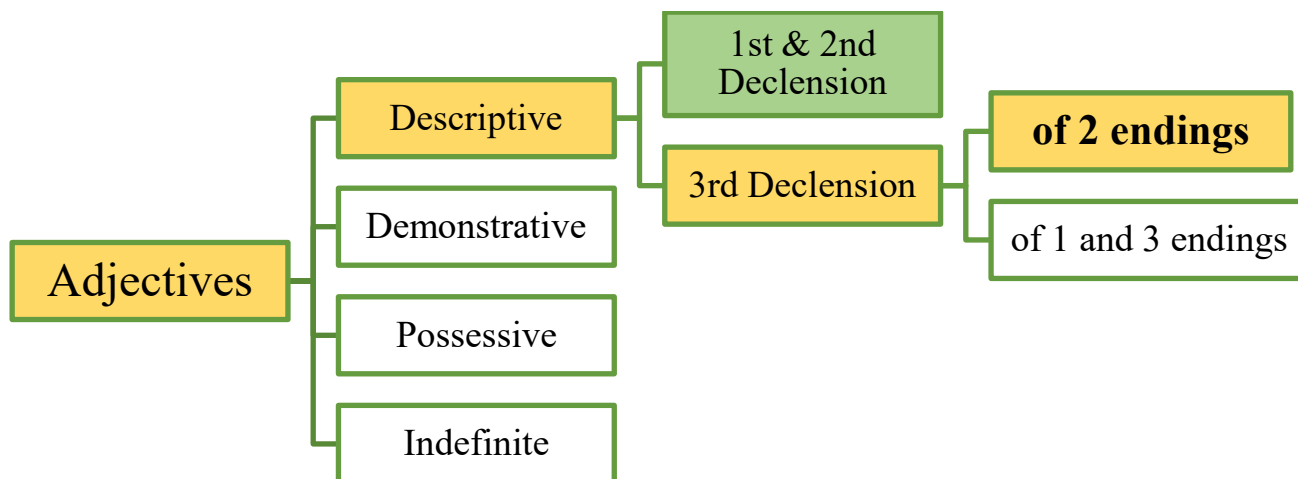 Adjectives
Descriptive
Demonstrative
Possessive
Indefinite
1st & 2nd
Declension
3rd Declension
of 2 endings
of 1 and 3 endings